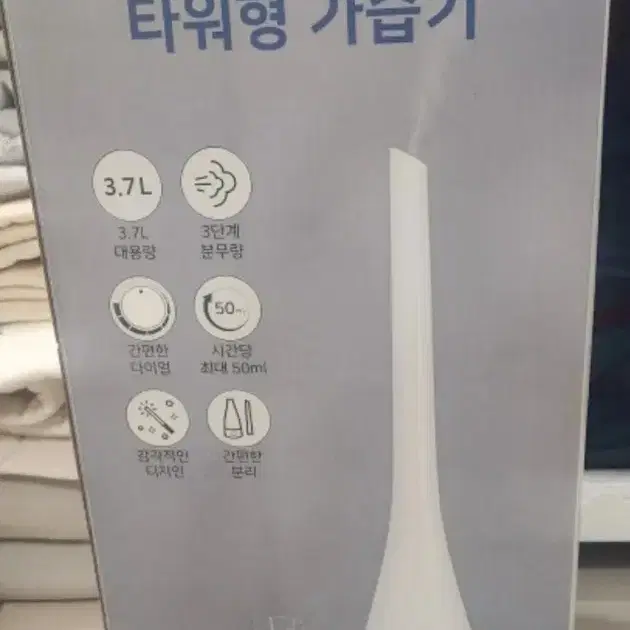 타워형 가습기
3.7L
3.7L
대용량
3단계
분무량
간편한
다이얼
50ml
시간당
최대 50ml
감각적인
디자인
간편한
분리